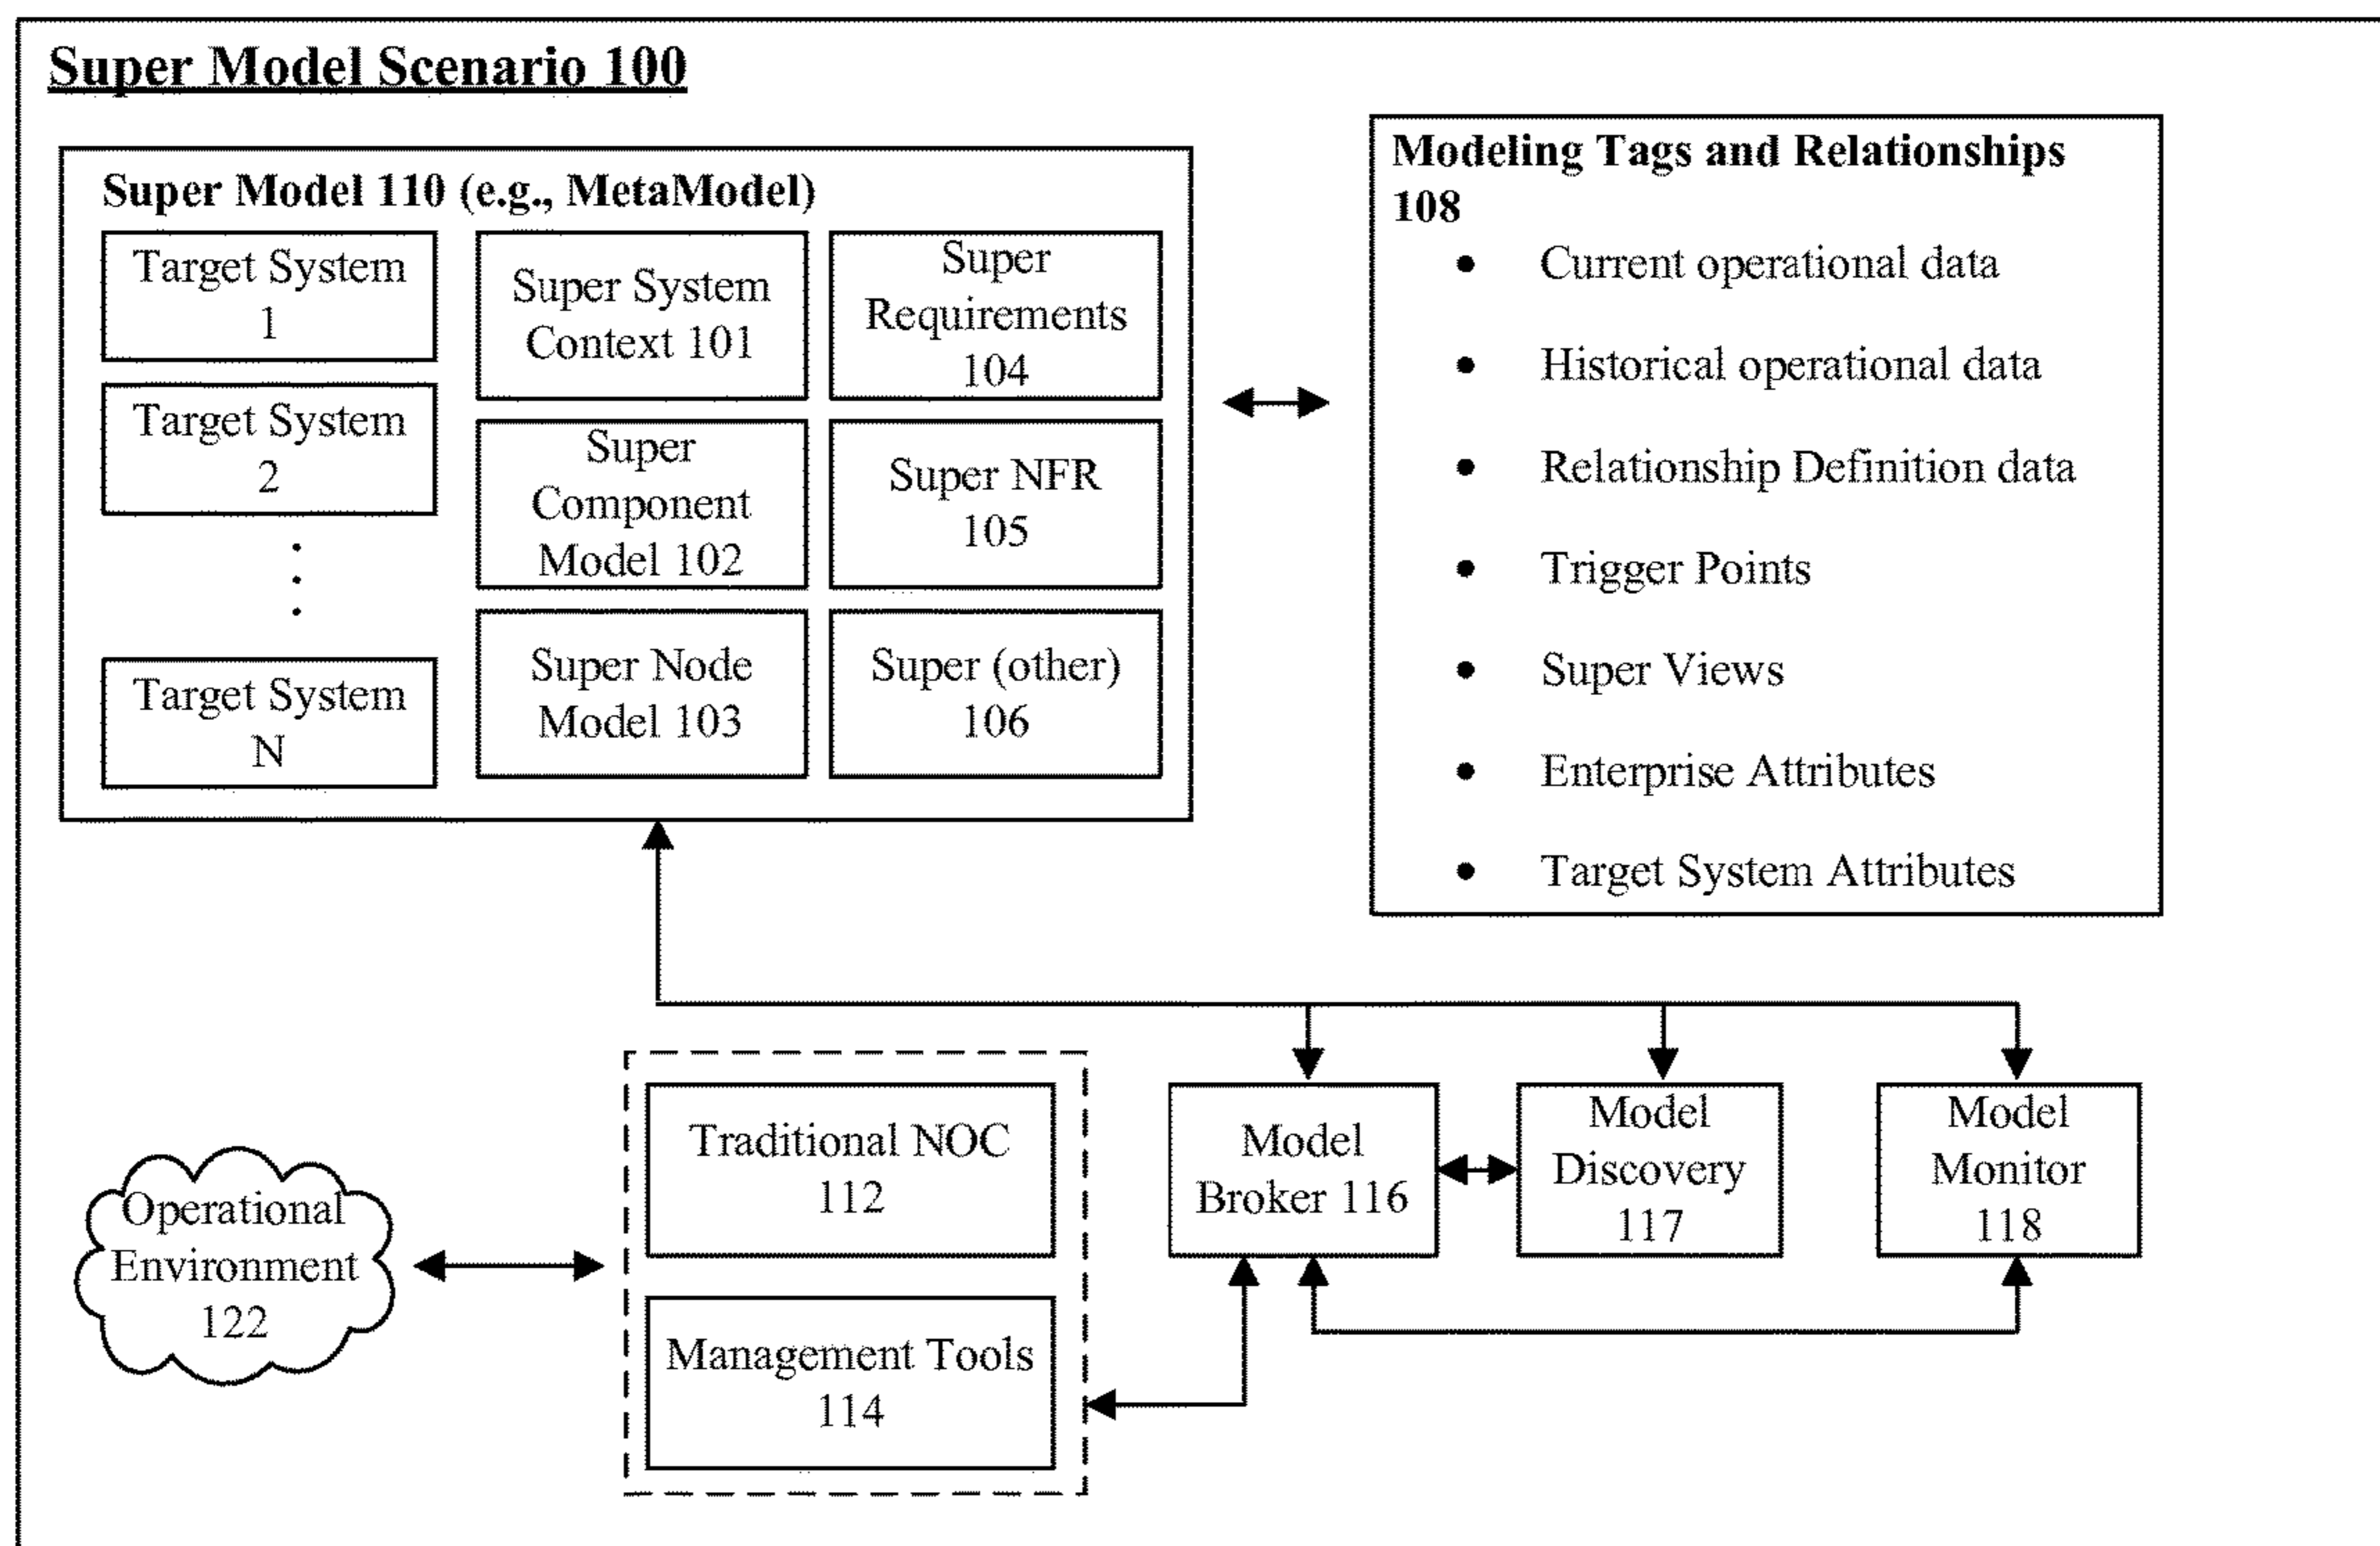 Super Model Scenario 100
Super Model 110 (e.g., MetaModel)
Target System
1
Target System
2
Target System
N
Super System
Context 101
Super
Component
Model 102
Super Node
Model 103
Super
Requirements
104
Super NFR
105
Super (other)
106
Modeling Tags and Relationships
108
• Current operational data
• Historical operational data
• Relationship Definition data
• Trigger Points
• Super Views
• Enterprise Attributes
• Target System Attributes
Operational
Environment
122
Traditional NOC
112
Management Tools
114
Model
Broker 116
Model
Discovery
117
Model
Monitor
118